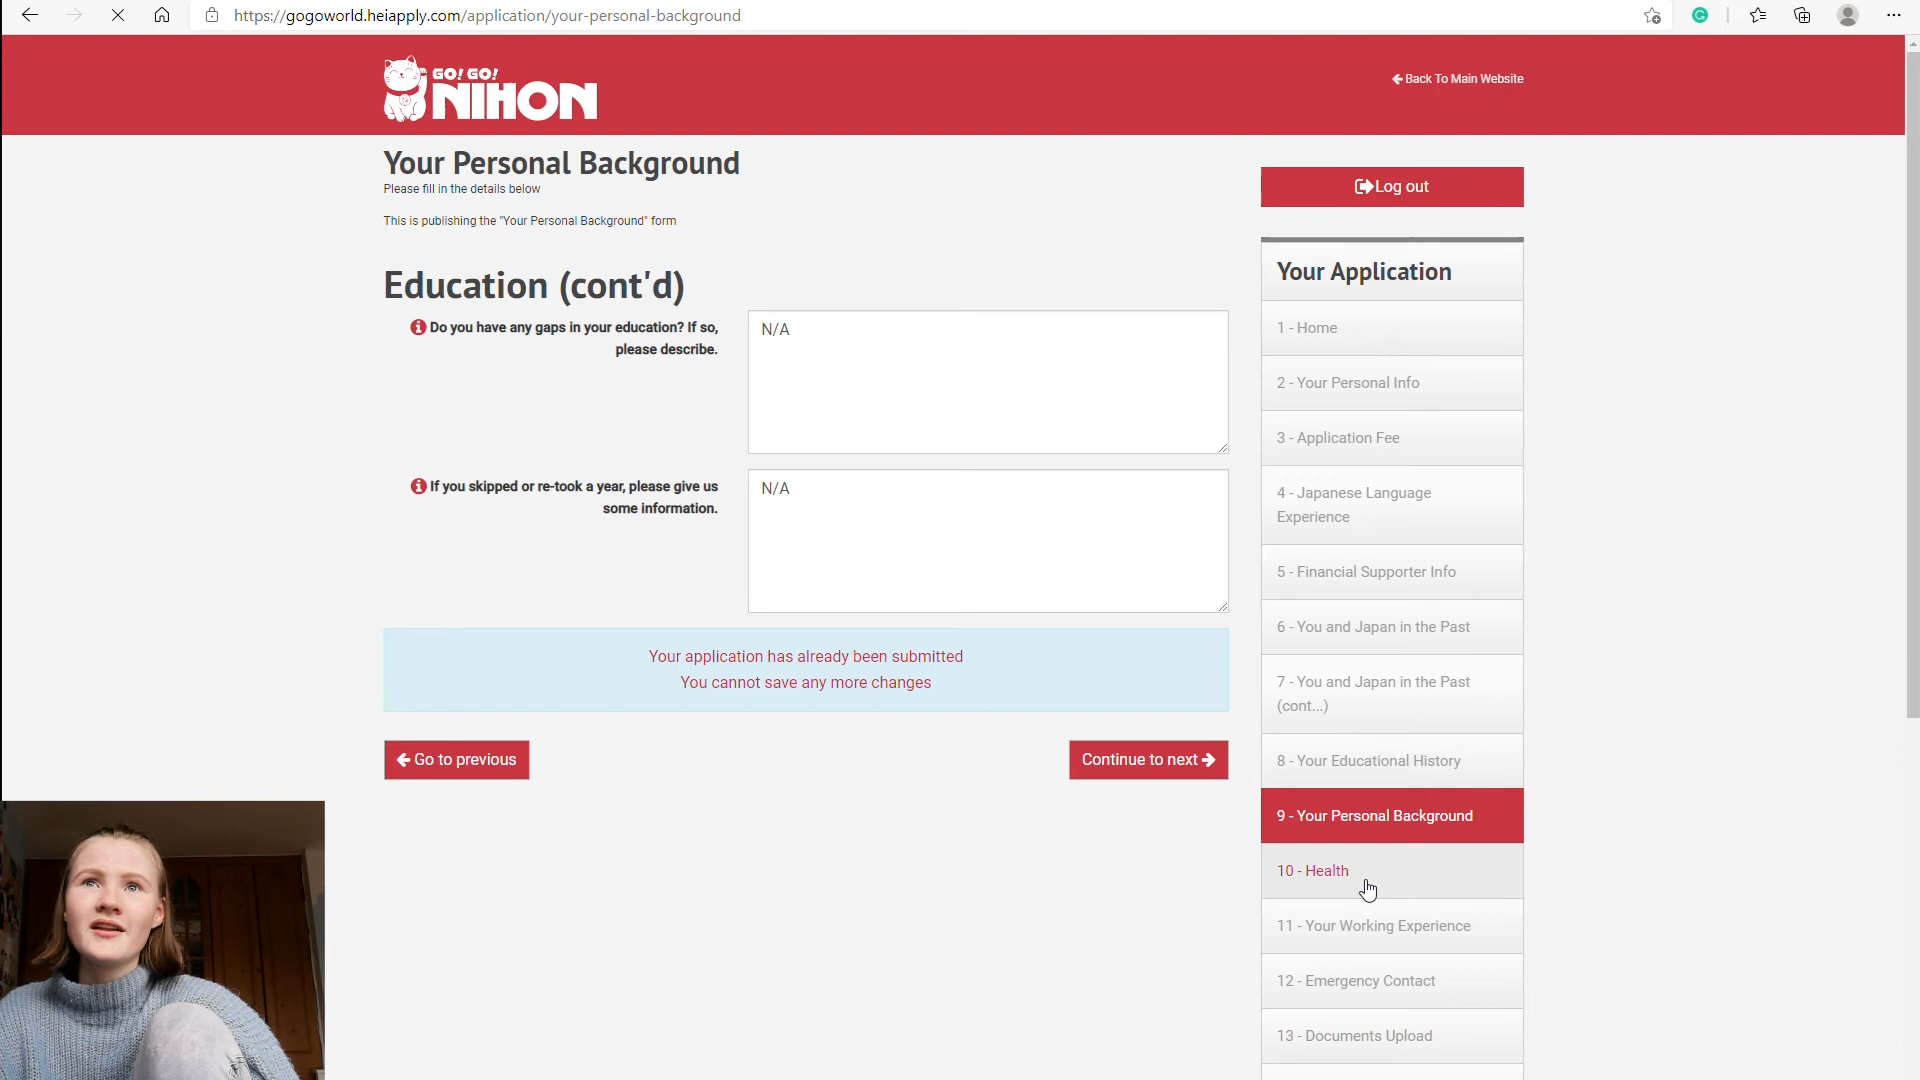 https://gogoworld.heiapply.com/application/your-personal-background
GO! GO!
NIHON
Back To Main Website
Your Personal Background
Please fill in the details below
This is publishing the "Your Personal Background" form
Education (cont'd)
Do you have any gaps in your education? If so,
please describe.
N/A
If you skipped or re-took a year, please give us
some information.
N/A
Your application has already been submitted
You cannot save any more changes
Go to previous
Continue to next
Log out
Your Application
1 - Home
2 - Your Personal Info
3 - Application Fee
4 - Japanese Language
Experience
5 - Financial Supporter Info
6 - You and Japan in the Past
7 - You and Japan in the Past
(cont...)
8 - Your Educational History
9 - Your Personal Background
10 - Health
11 - Your Working Experience
12 - Emergency Contact
13 - Documents Upload